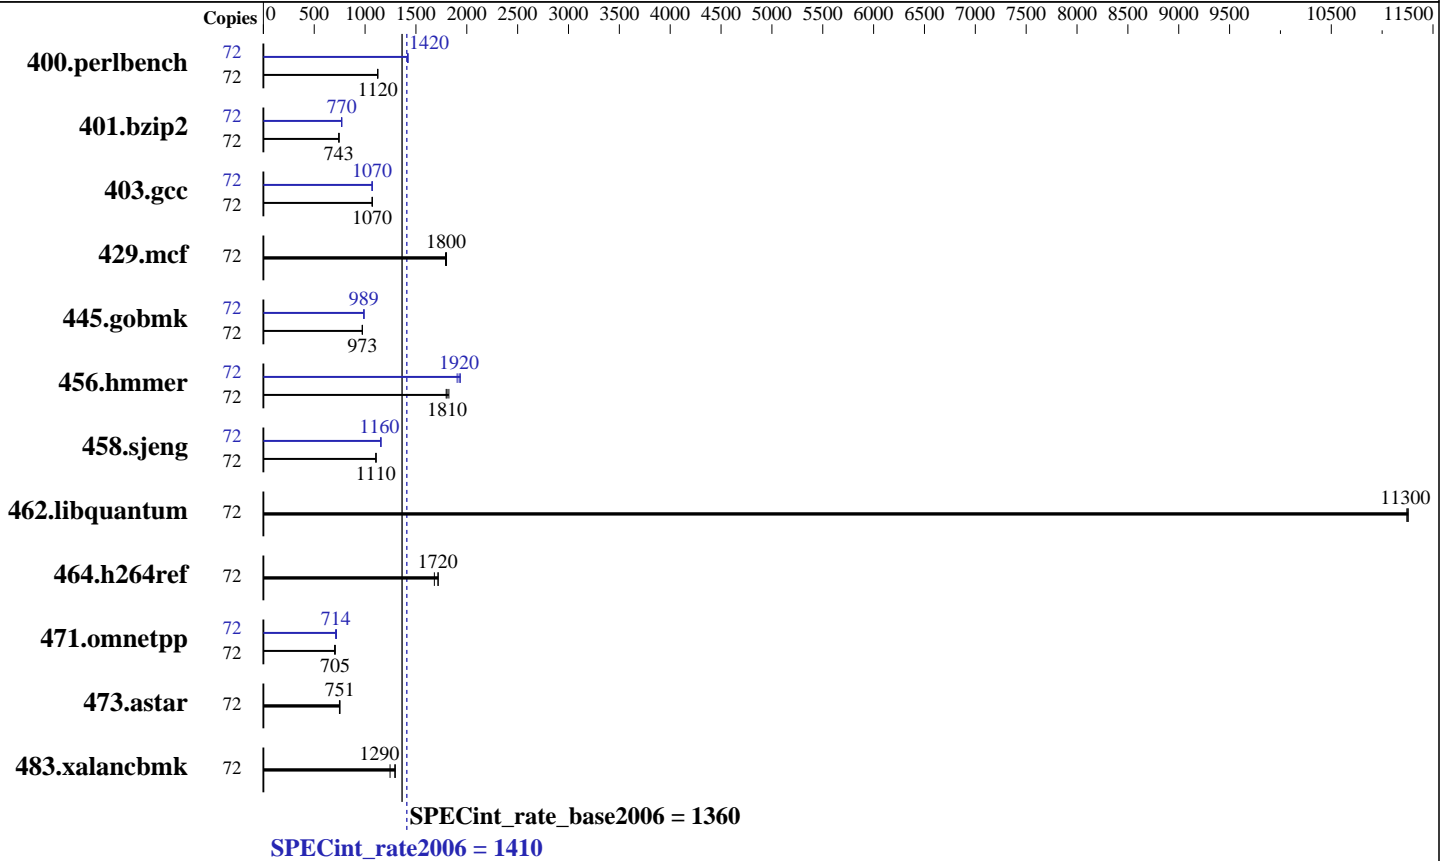 Copies 0 500 1000 1500 2000 2500 3000 3500 4000 4500 5000 5500 6000 6500 7000 7500 8000 8500 9000 9500 10500 11500
400.perlbench 72 1420
72 1120
401.bzip2 72 770
72 743
403.gcc 72 1070
72 1070
429.mcf 72 1800
445.gobmk 72 989
72 973
456.hmmer 72 1920
72 1810
458.sjeng 72 1160
72 1110
462.libquantum 72 11300
464.h264ref 72 1720
471.omnetpp 72 714
72 705
473.astar 72 751
483.xalancbmk 72 1290
SPECint_rate_base2006 = 1360
SPECint_rate2006 = 1410